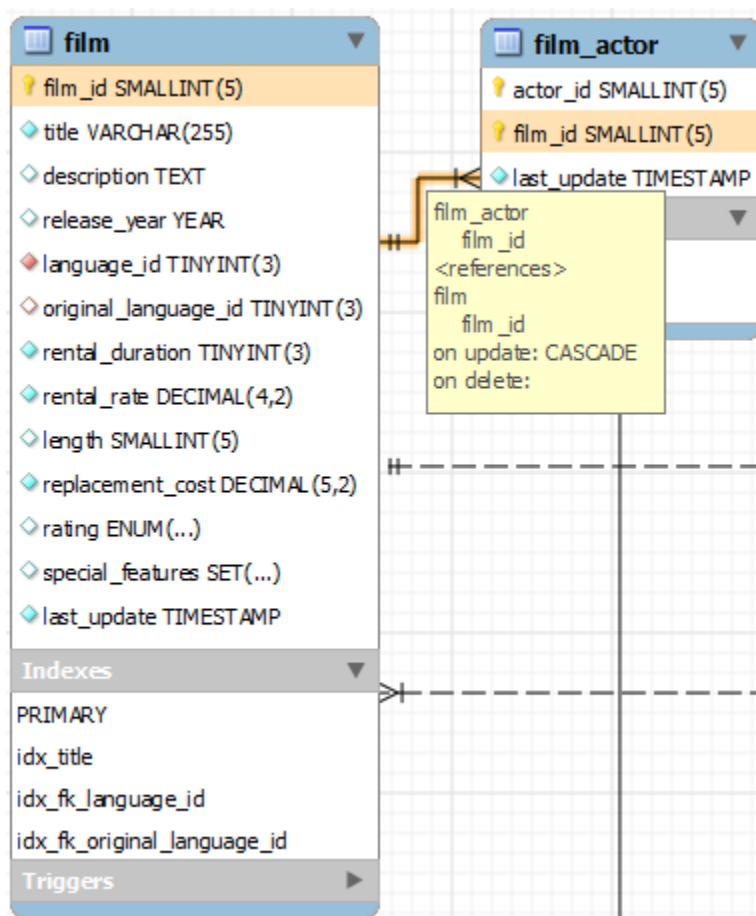 film
film_id SMALLINT(5)
title VARCHAR(255)
description TEXT
release_year YEAR
language_id TINYINT(3)
original_language_id TINYINT(3)
rental_duration TINYINT(3)
rental_rate DECIMAL(4,2)
length SMALLINT(5)
replacement_cost DECIMAL(5,2)
rating ENUM(...)
special_features SET(...)
last_update TIMESTAMP
Indexes
PRIMARY
idx_title
idx_fk_language_id
idx_fk_original_language_id
Triggers
film_actor
actor_id SMALLINT(5)
film_id SMALLINT(5)
last_update TIMESTAMP
film_actor
film_id
<references>
film
film_id
on update: CASCADE
on delete: